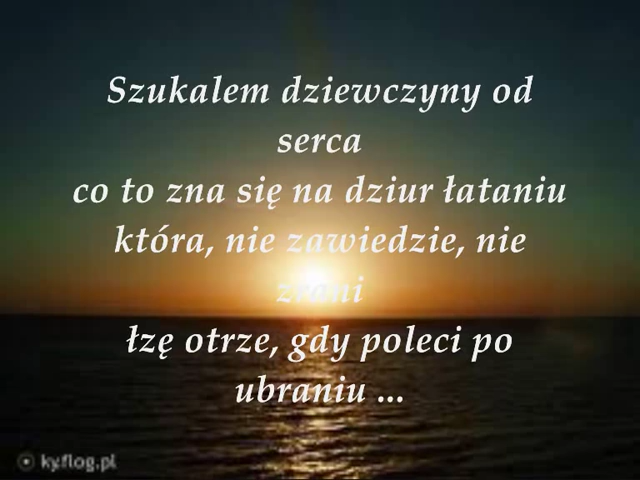 Szukalem dziewczyny od
serca
co to zna się na dziur łataniu
która, nie zawiedzie, nie
zrani
łzę otrze, gdy poleci po
ubraniu ...
kyflog.pl